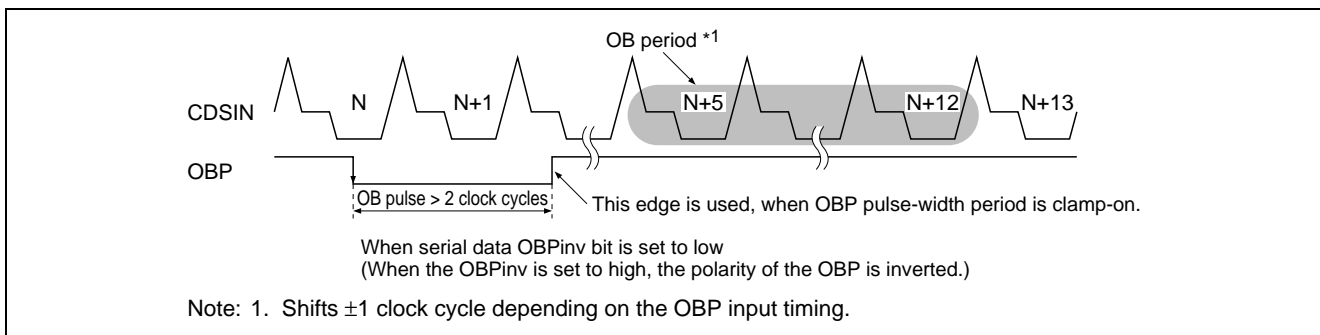 OB period *1
N N+1 N+5 N+12 N+13
CDSIN
OBP
OB pulse > 2 clock cycles
This edge is used, when OBP pulse-width period is clamp-on.
When serial data OBPinv bit is set to low
(When the OBPinv is set to high, the polarity of the OBP is inverted.)
Note: 1. Shifts ±1 clock cycle depending on the OBP input timing.